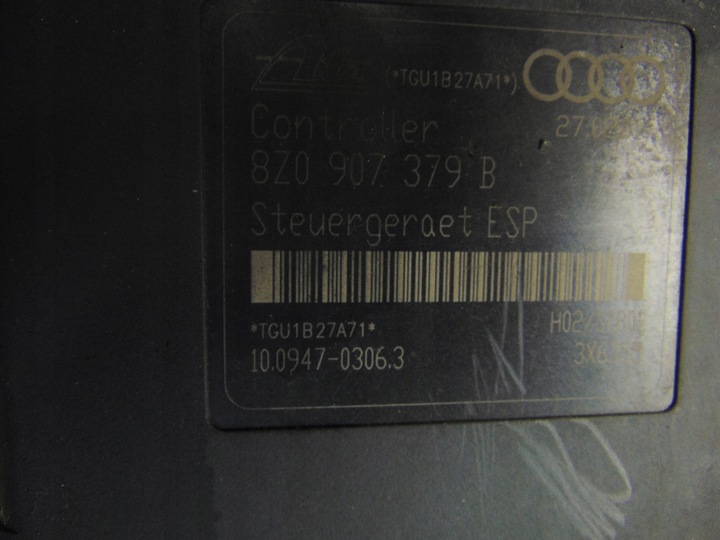 (*TGU1B27A71*)
Controller
8Z0 907 379 B
Steuergeraet ESP
*TGU1B27A71*
10.0947-0306.3